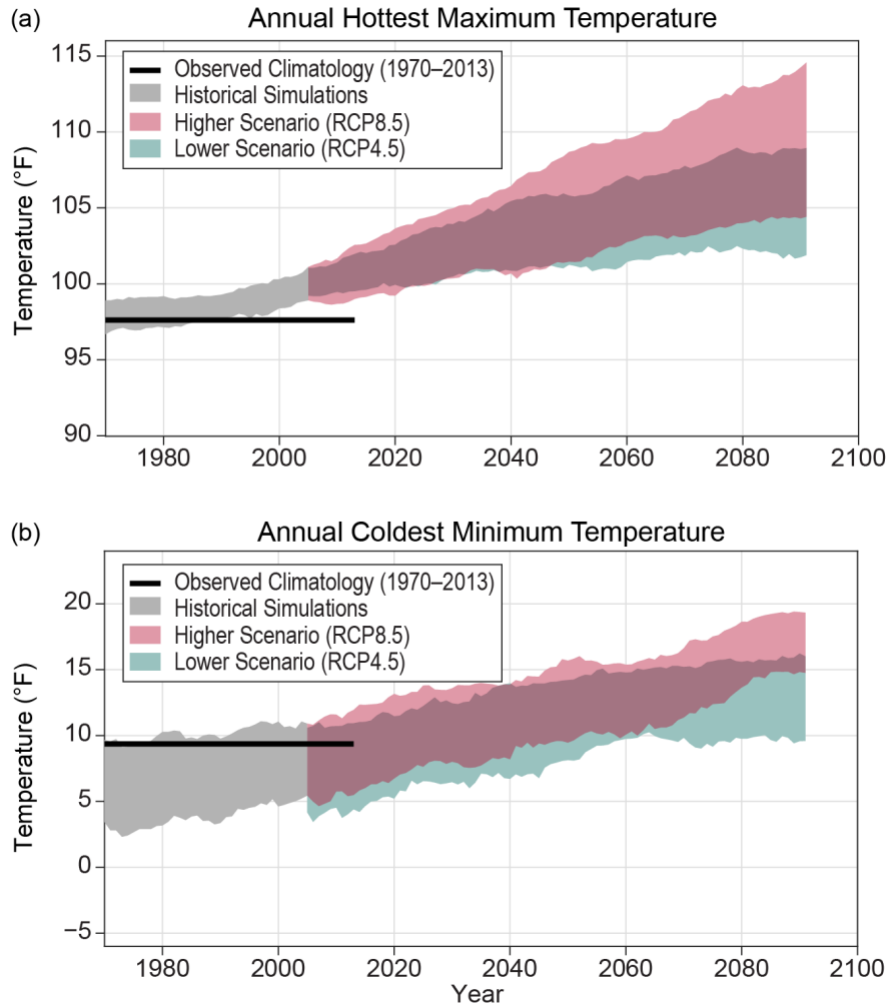 (a)
Annual Hottest Maximum Temperature
115
110
105
100
95
90
Temperature (°F)
Observed Climatology (1970–2013)
Historical Simulations
Higher Scenario (RCP8.5)
Lower Scenario (RCP4.5)
1980 2000 2020 2040 2060 2080 2100
(b)
Annual Coldest Minimum Temperature
20
15
10
5
0
−5
Temperature (°F)
Observed Climatology (1970–2013)
Historical Simulations
Higher Scenario (RCP8.5)
Lower Scenario (RCP4.5)
1980 2000 2020 2040 2060 2080 2100
Year